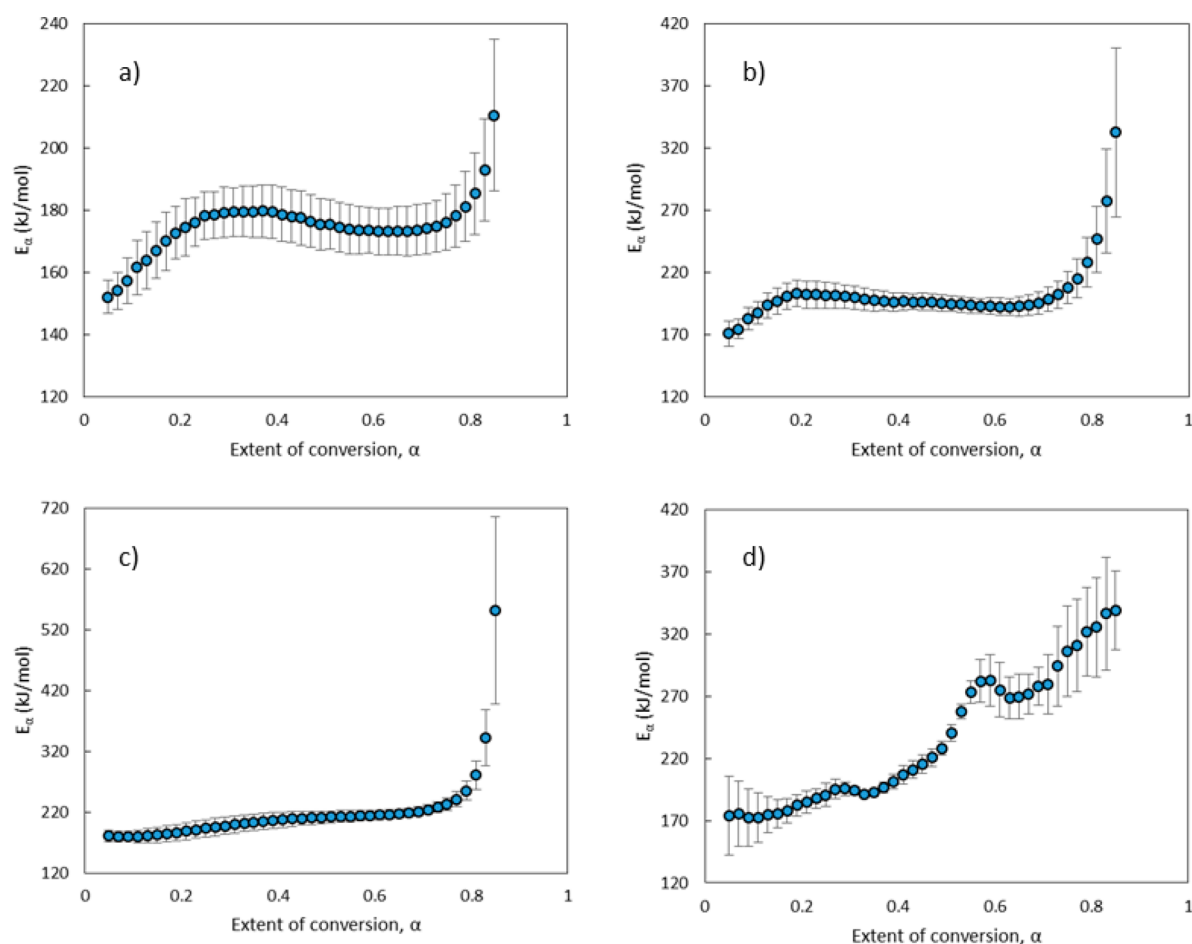 a)
240
220
200
180
160
140
120
Eα (kJ/mol)
0 0.2 0.4 0.6 0.8 1
Extent of conversion, α
b)
420
370
320
270
220
170
120
Eα (kJ/mol)
0 0.2 0.4 0.6 0.8 1
Extent of conversion, α
c)
720
620
520
420
320
220
120
Eα (kJ/mol)
0 0.2 0.4 0.6 0.8 1
Extent of conversion, α
d)
420
370
320
270
220
170
120
Eα (kJ/mol)
0 0.2 0.4 0.6 0.8 1
Extent of conversion, α